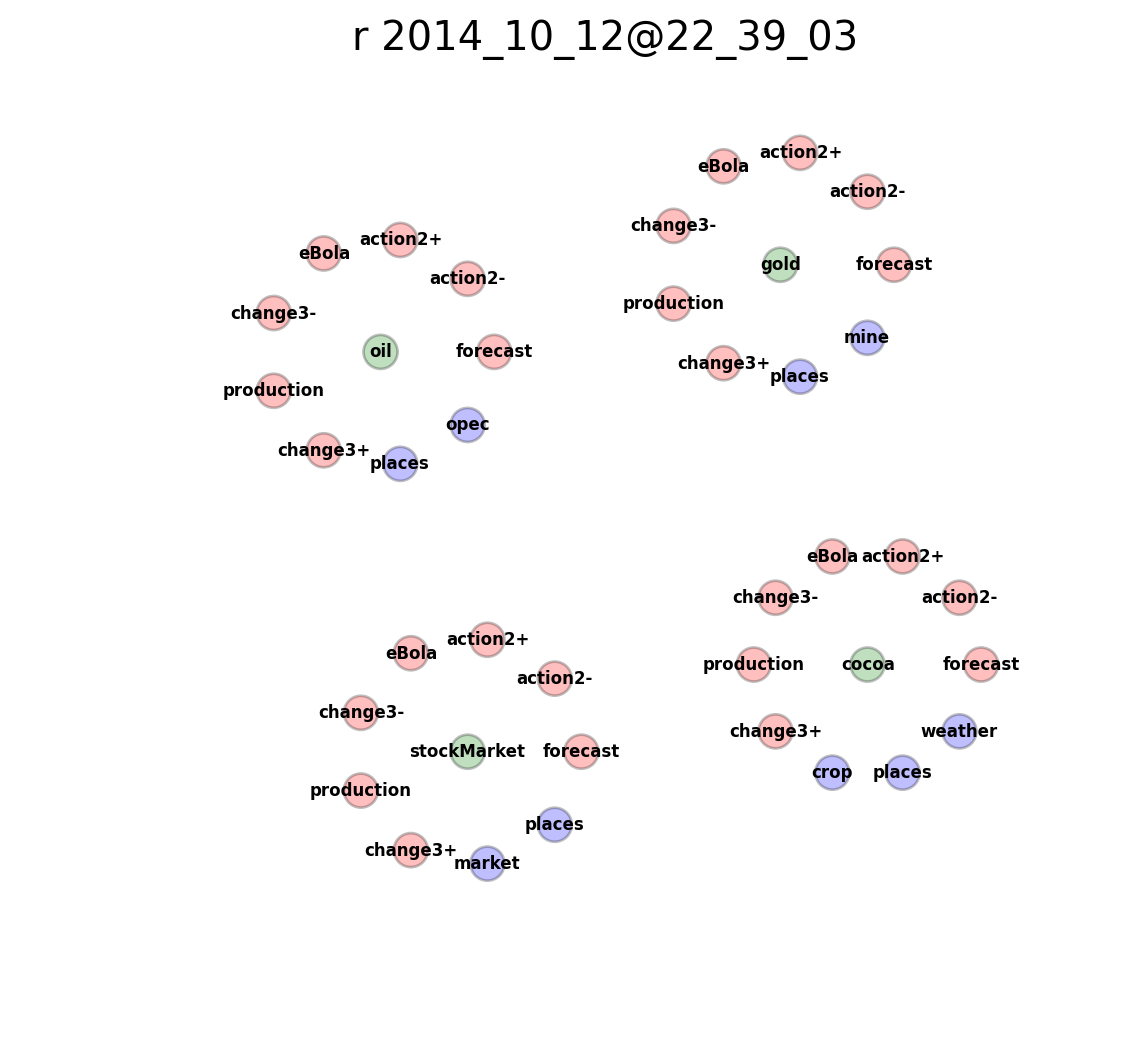 r 2014_10_12@22_39_03
eBola
action2+
action2-
change3-
oil
forecast
production
opec
change3+
places
eBola
action2+
action2-
change3-
gold
forecast
production
mine
change3+
places
eBola
action2+
action2-
change3-
stockMarket
forecast
production
places
change3+
market
eBola
action2+
change3-
action2-
production
cocoa
forecast
change3+
weather
crop
places